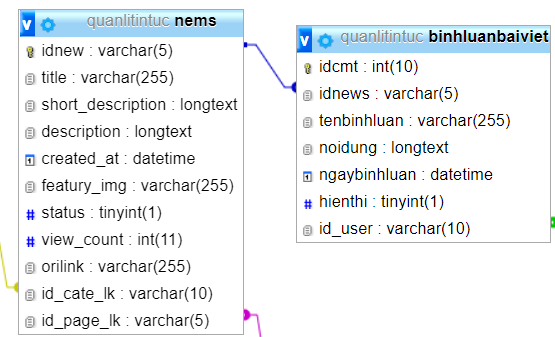 quanlitintuc nems
idnew : varchar(5)
title : varchar(255)
short_description : longtext
description : longtext
created_at : datetime
featury_img : varchar(255)
status : tinyint(1)
view_count : int(11)
orilink : varchar(255)
id_cate_lk : varchar(10)
id_page_lk : varchar(5)
quanlitintuc binhluanbaiviet
idcmt : int(10)
idnews : varchar(5)
tenbinhluan : varchar(255)
noidung : longtext
ngaybinhluan : datetime
hienthi : tinyint(1)
id_user : varchar(10)